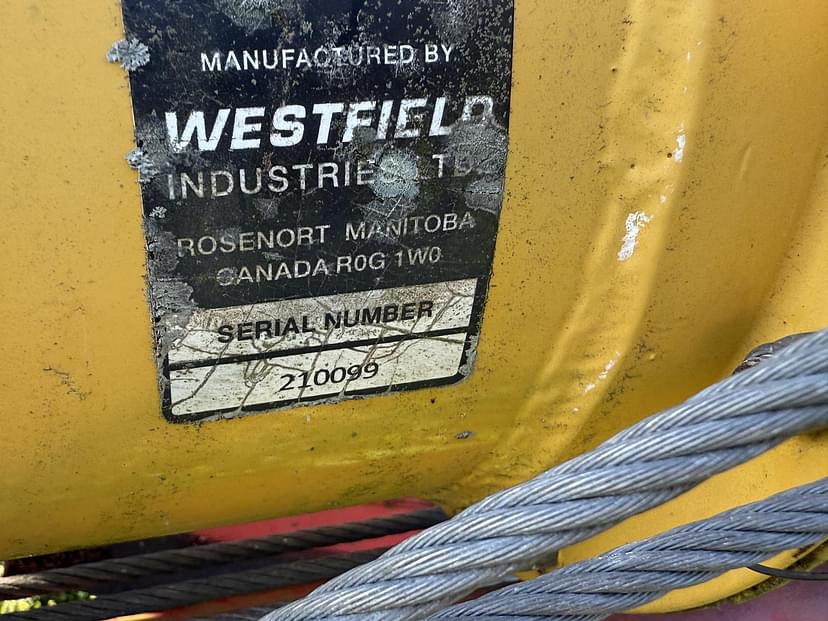 MANUFACTURED BY
WESTFIELD
INDUSTRIES LTD.
ROSENORT MANITOBA
CANADA R0G 1W0
SERIAL NUMBER
210099